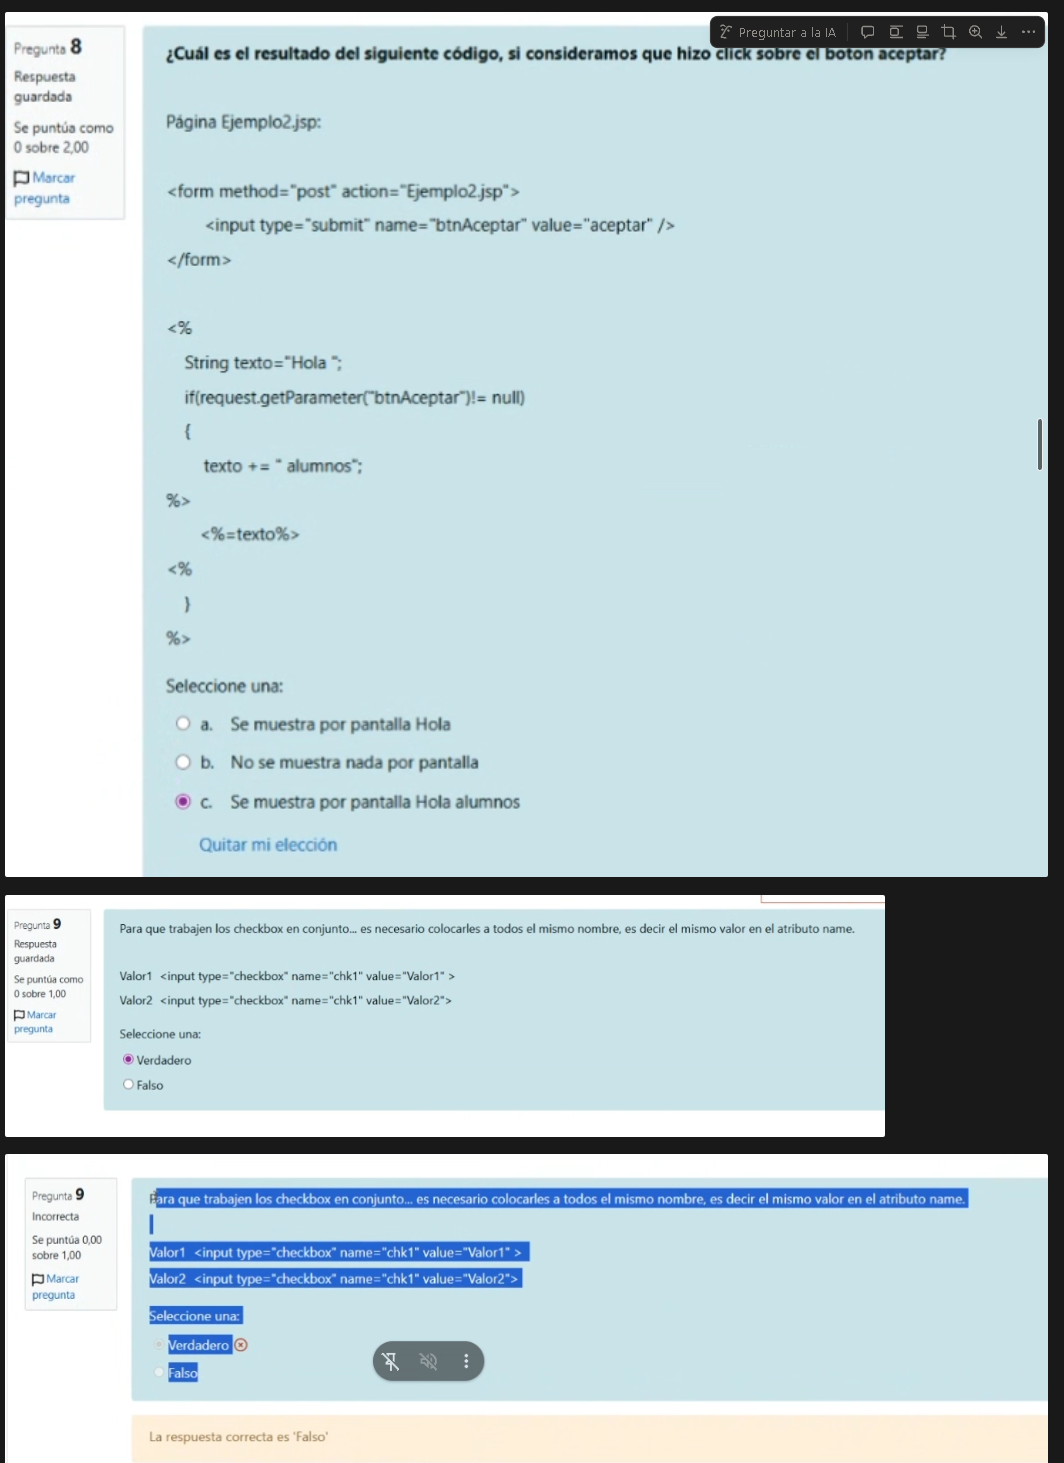 Preguntar a la IA
Pregunta 8
Respuesta
guardada
Se puntúa como
0 sobre 2,00
Marcar
pregunta
¿Cuál es el resultado del siguiente código, si consideramos que hizo click sobre el boton aceptar?
Página Ejemplo2.jsp:
<form method="post" action="Ejemplo2.jsp">
<input type="submit" name="btnAceptar" value="aceptar" />
</form>
<%
String texto="Hola ";
if(request.getParameter("btnAceptar")!= null)
{
texto += " alumnos";
%>
<%=texto%>
<%
}
%>
Seleccione una:
a. Se muestra por pantalla Hola
b. No se muestra nada por pantalla
c. Se muestra por pantalla Hola alumnos
Quitar mi elección
Pregunta 9
Respuesta
guardada
Se puntúa como
0 sobre 1,00
Marcar
pregunta
Para que trabajen los checkbox en conjunto... es necesario colocarles a todos el mismo nombre, es decir el mismo valor en el atributo name.
Valor1 <input type="checkbox" name="chk1" value="Valor1" >
Valor2 <input type="checkbox" name="chk1" value="Valor2">
Seleccione una:
Verdadero
Falso
Pregunta 9
Incorrecta
Se puntúa 0,00
sobre 1,00
Marcar
pregunta
Para que trabajen los checkbox en conjunto... es necesario colocarles a todos el mismo nombre, es decir el mismo valor en el atributo name.
Valor1 <input type="checkbox" name="chk1" value="Valor1" >
Valor2 <input type="checkbox" name="chk1" value="Valor2">
Seleccione una:
Verdadero
Falso
La respuesta correcta es 'Falso'